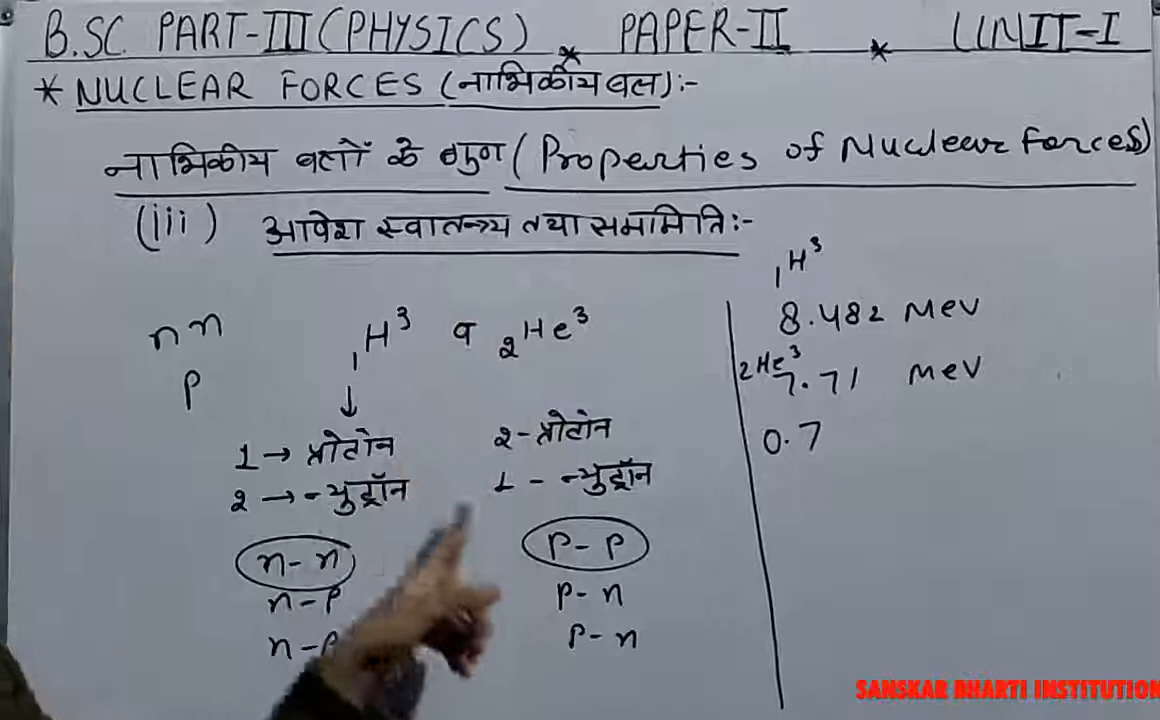 B.SC PART-III (PHYSICS) * PAPER-II * UNIT-I
* NUCLEAR FORCES (नाभिकीय बल) :-
नाभिकीय बलों के गुण (Properties of Nuclear Forces)
(iii) आवेश स्वातन्त्र्य तथा सममिति :-
n n
p
₁H³ व ₂He³
↓
1 → प्रोटोन
2 → न्युट्रॉन
n - n
n - p
n - p
२ - प्रोटोन
1 - न्युट्रॉन
p - p
p - n
p - n
₁H³
8.482 MeV
₂He³
7.71 MeV
0.7
SANSKAR BHARTI INSTITUTION